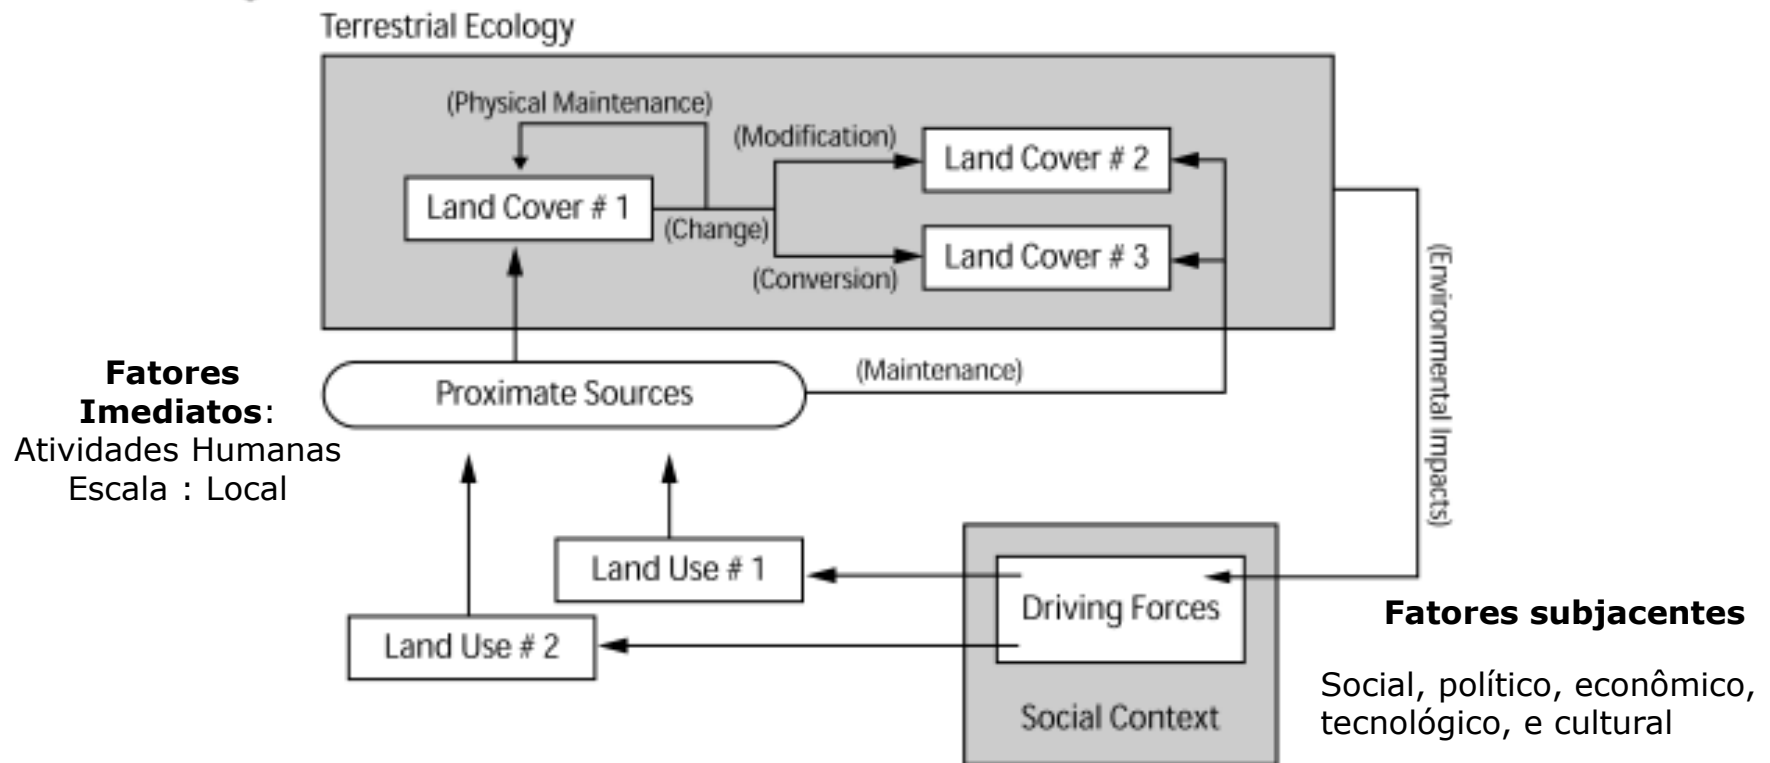 Terrestrial Ecology
(Physical Maintenance)
(Modification)
Land Cover # 2
Land Cover # 1
(Change)
Land Cover # 3
(Conversion)
(Environmental Impacts)
Fatores
Imediatos:
Atividades Humanas
Escala : Local
Proximate Sources
(Maintenance)
Land Use # 1
Land Use # 2
Driving Forces
Social Context
Fatores subjacentes
Social, político, econômico,
tecnológico, e cultural